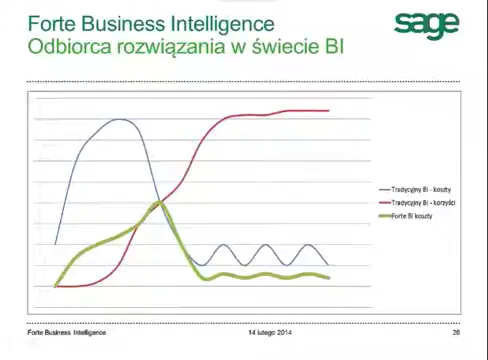 Forte Business Intelligence
Odbiorca rozwiązania w świecie BI
sage
Tradycyjny BI - koszty
Tradycyjny BI - korzyści
Forte BI koszty
Forte Business Intelligence
14 lutego 2014
26